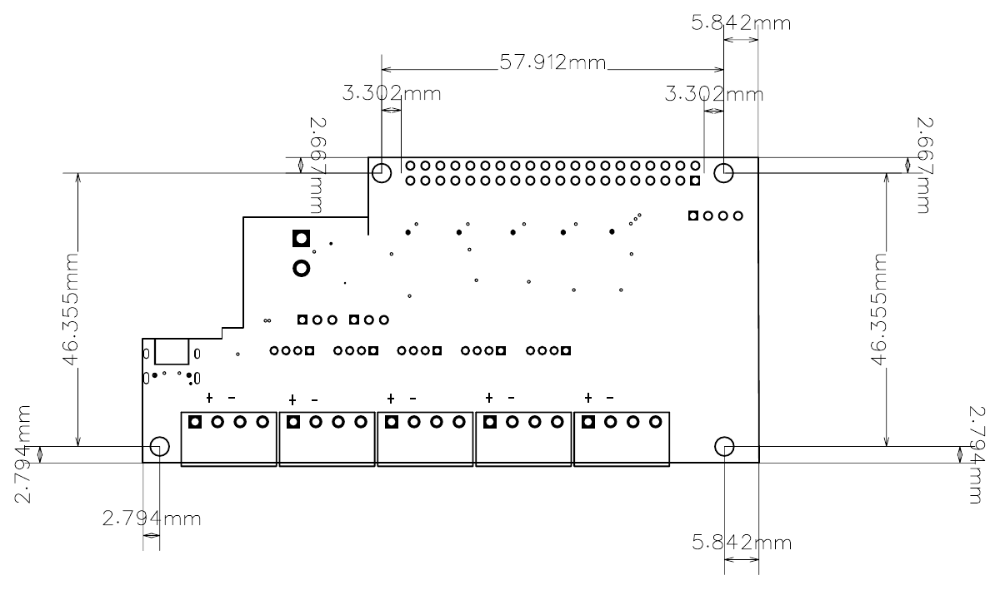 5.842mm
57.912mm
3.302mm
3.302mm
2.667mm
2.667mm
46.355mm
46.355mm
+ -
+ -
+ -
+ -
+ -
2.794mm
2.794mm
2.794mm
5.842mm